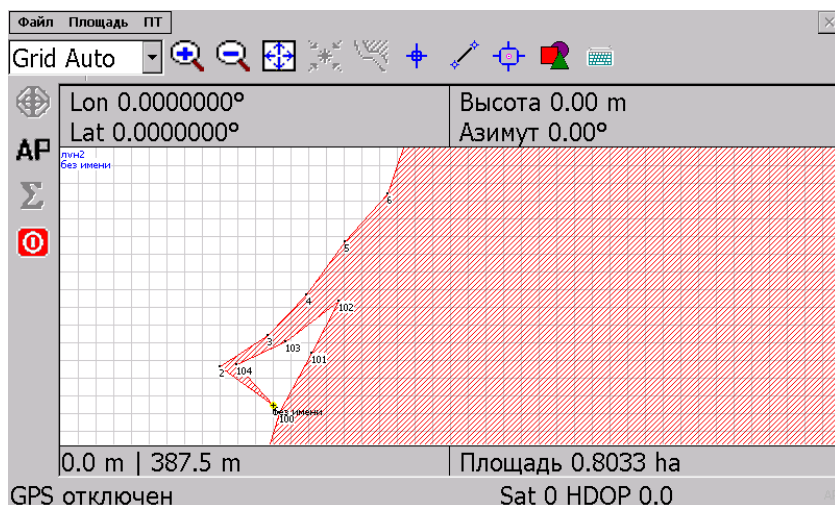 Файл Площадь ПТ
Grid Auto
Lon 0.0000000°
Lat 0.0000000°
Высота 0.00 m
Азимут 0.00°
AP
лун2
без имени
6
5
4
102
3
103
101
2
104
без имени
100
0.0 m | 387.5 m
Площадь 0.8033 ha
GPS отключен
Sat 0 HDOP 0.0